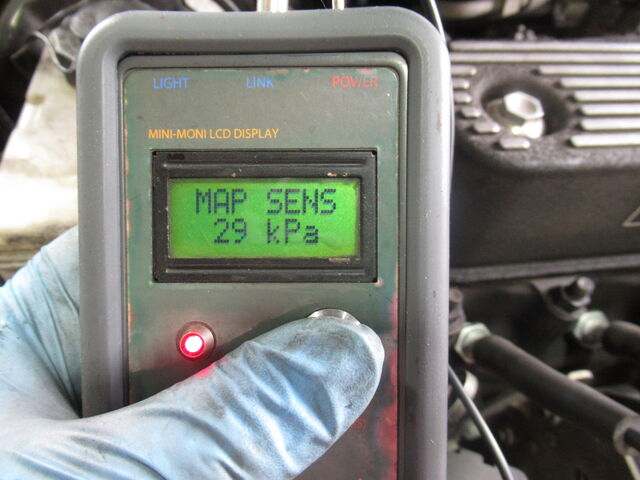 LIGHT LINK POWER
MINI-MONI LCD DISPLAY
MAP SENS
29 kPa